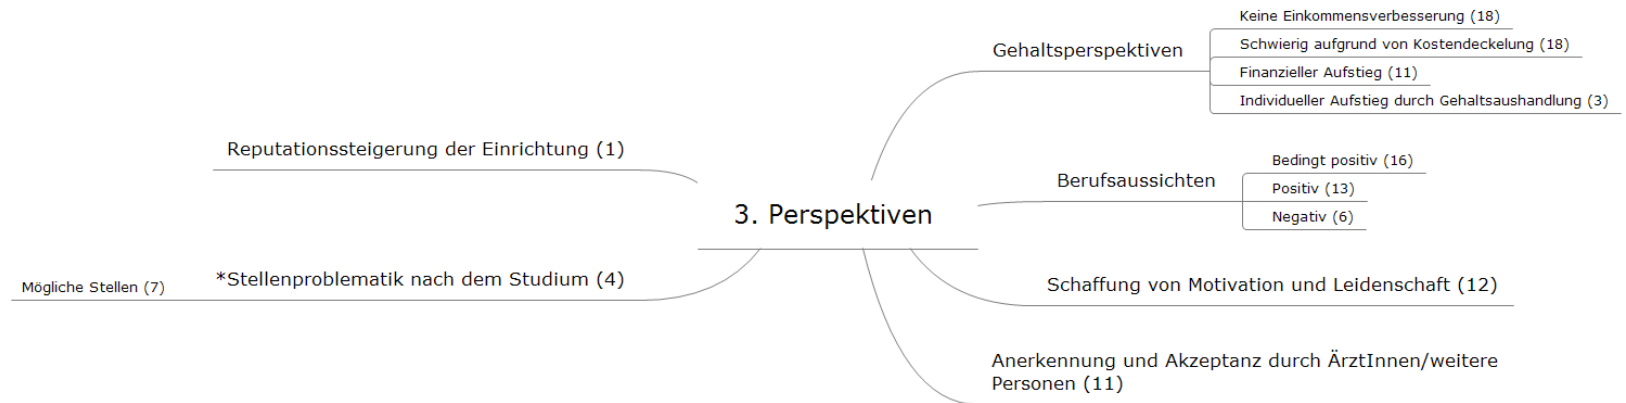 3. Perspektiven
Gehaltsperspektiven
Keine Einkommensverbesserung (18)
Schwierig aufgrund von Kostendeckelung (18)
Finanzieller Aufstieg (11)
Individueller Aufstieg durch Gehaltsaushandlung (3)
Berufsaussichten
Bedingt positiv (16)
Positiv (13)
Negativ (6)
Schaffung von Motivation und Leidenschaft (12)
Anerkennung und Akzeptanz durch ÄrztInnen/weitere
Personen (11)
Reputationssteigerung der Einrichtung (1)
*Stellenproblematik nach dem Studium (4)
Mögliche Stellen (7)